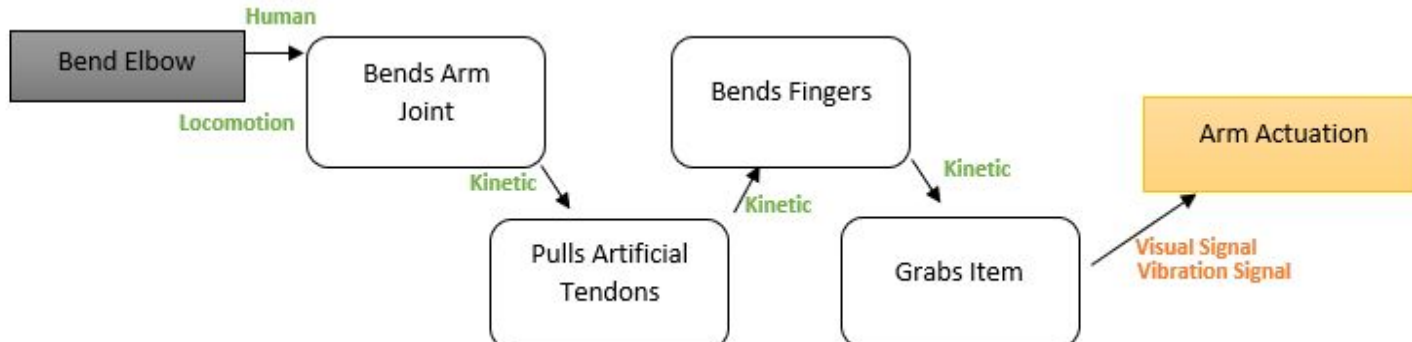 Bend Elbow
Human
Locomotion
Bends Arm
Joint
Kinetic
Pulls Artificial
Tendons
Kinetic
Bends Fingers
Kinetic
Grabs Item
Visual Signal
Vibration Signal
Arm Actuation